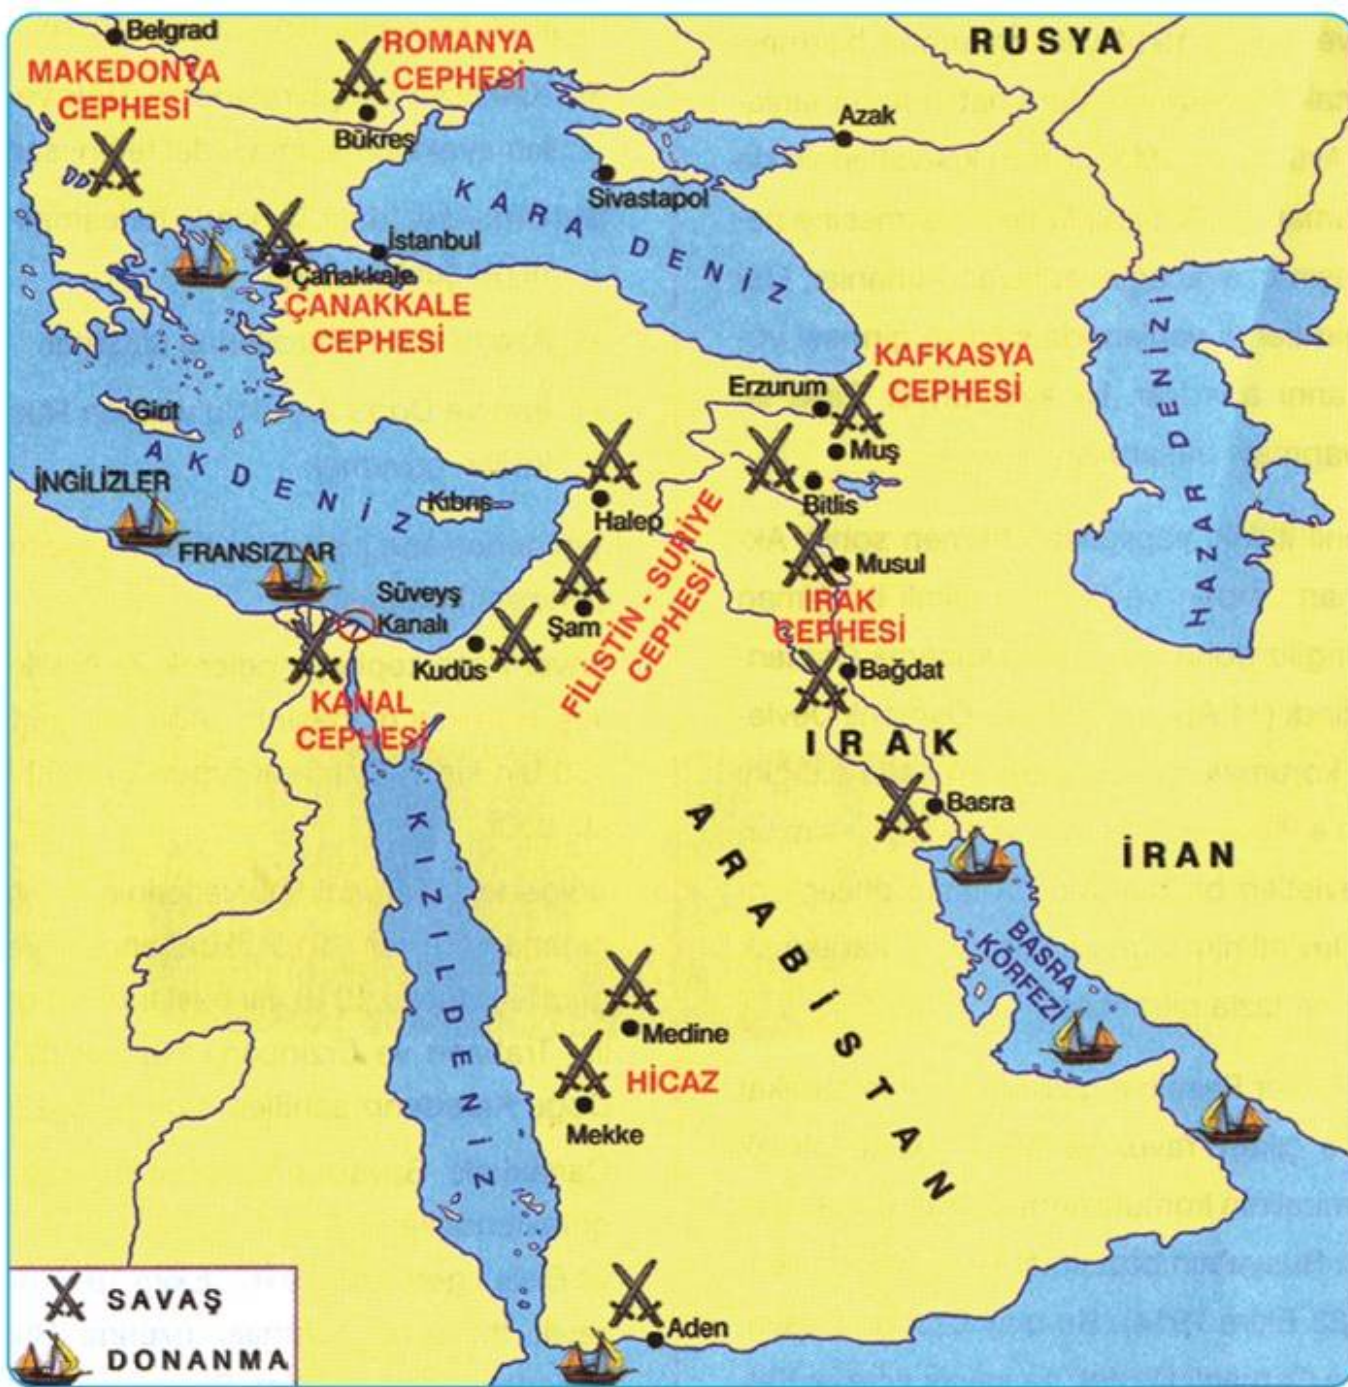 Belgrad
ROMANYA
CEPHESİ
RUSYA
MAKEDONYA
CEPHESİ
Bükreş
Azak
Sivastapol
KARADENİZ
İstanbul
Çanakkale
ÇANAKKALE
CEPHESİ
KAFKASYA
CEPHESİ
Erzurum
Muş
Bitlis
HAZAR DENİZİ
Girit
AKDENİZ
İNGİLİZLER
Kıbrıs
Halep
FRANSIZLAR
Süveyş
Kanalı
Şam
Kudüs
FİLİSTİN - SURİYE
CEPHESİ
Musul
IRAK
CEPHESİ
Bağdat
KANAL
CEPHESİ
IRAK
Basra
İRAN
KIZILDENİZ
ARABİSTAN
BASRA
KÖRFEZİ
Medine
HİCAZ
Mekke
Aden
SAVAŞ
DONANMA